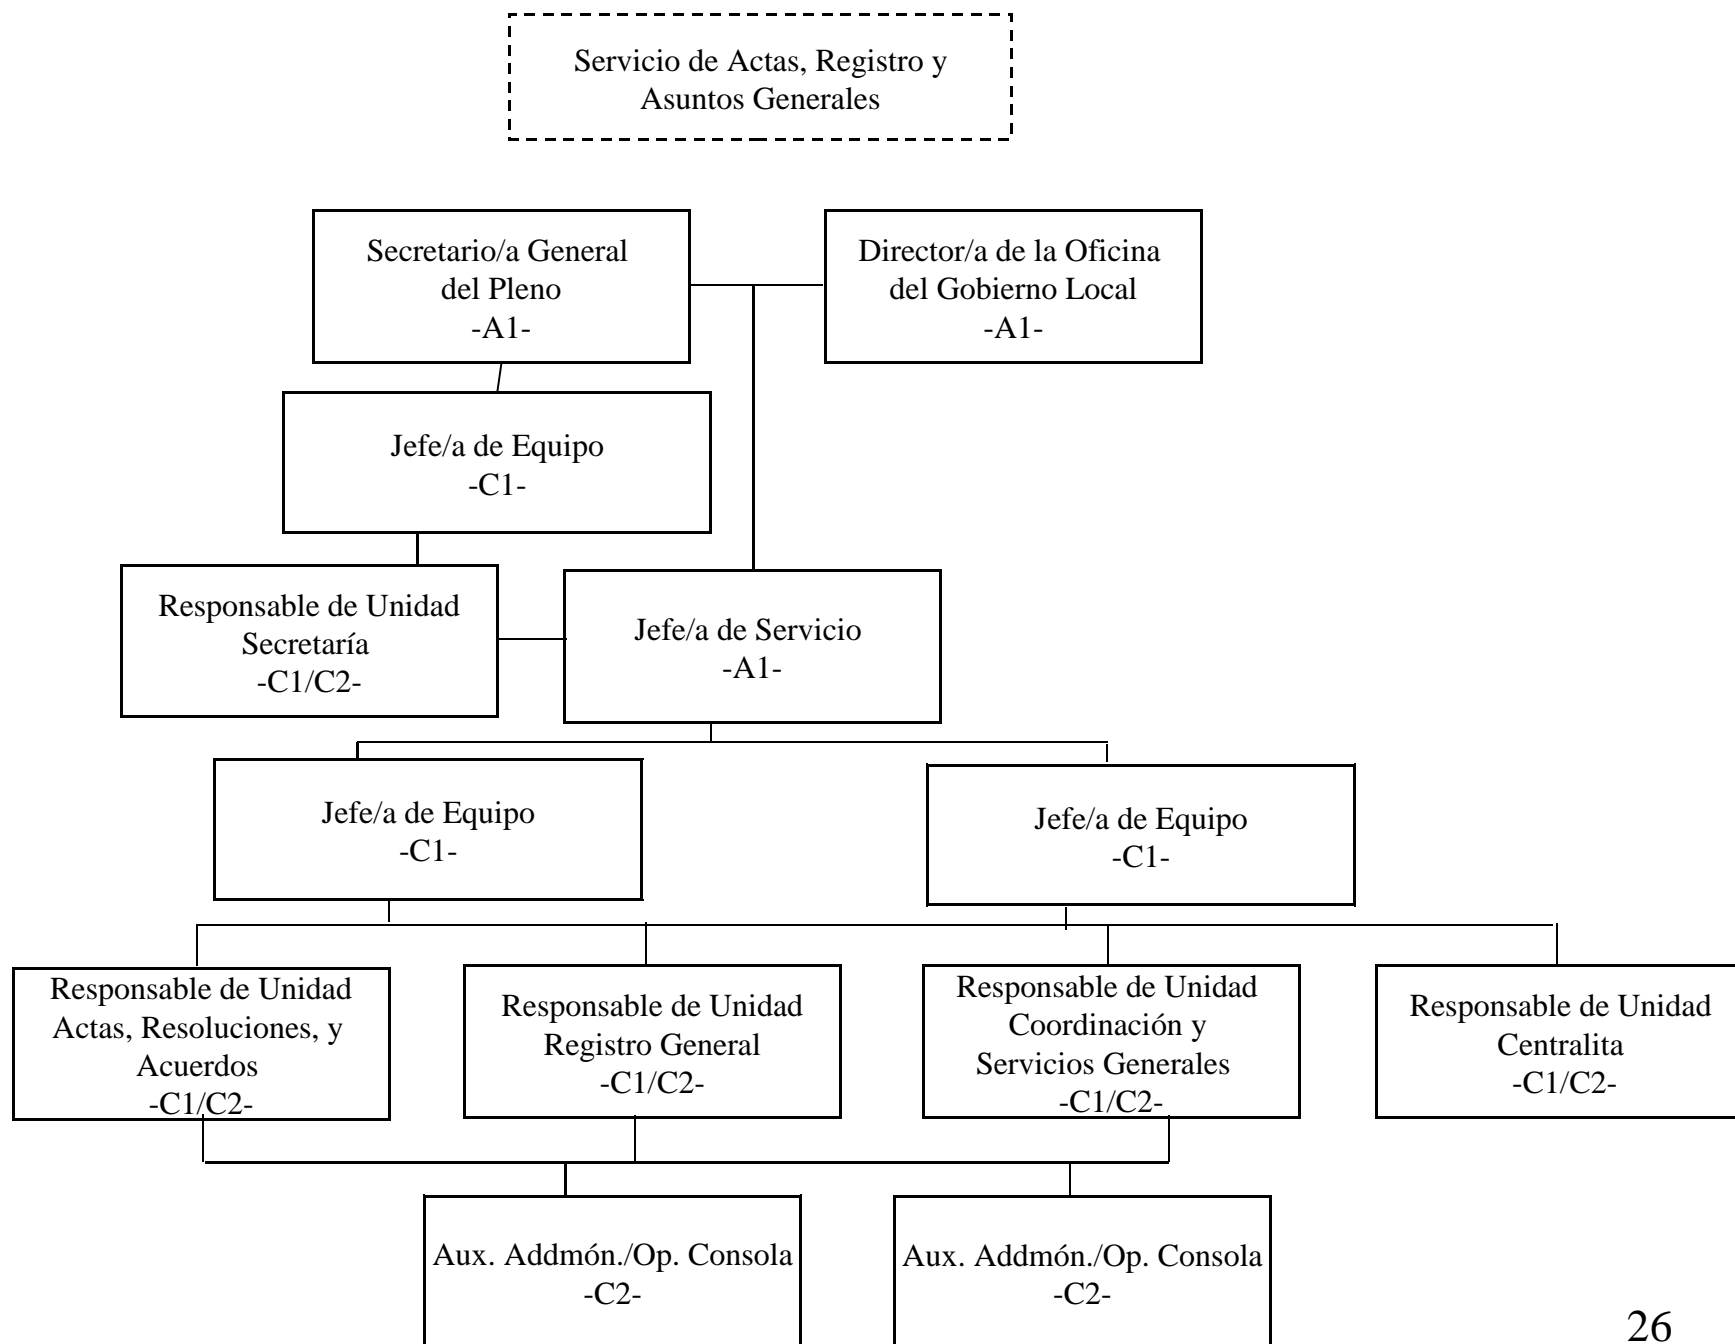 Servicio de Actas, Registro y
Asuntos Generales
Secretario/a General
del Pleno
-A1-
Director/a de la Oficina
del Gobierno Local
-A1-
Jefe/a de Equipo
-C1-
Responsable de Unidad
Secretaría
-C1/C2-
Jefe/a de Servicio
-A1-
Jefe/a de Equipo
-C1-
Jefe/a de Equipo
-C1-
Responsable de Unidad
Actas, Resoluciones, y
Acuerdos
-C1/C2-
Responsable de Unidad
Registro General
-C1/C2-
Responsable de Unidad
Coordinación y
Servicios Generales
-C1/C2-
Responsable de Unidad
Centralita
-C1/C2-
Aux. Addmón./Op. Consola
-C2-
Aux. Addmón./Op. Consola
-C2-
26